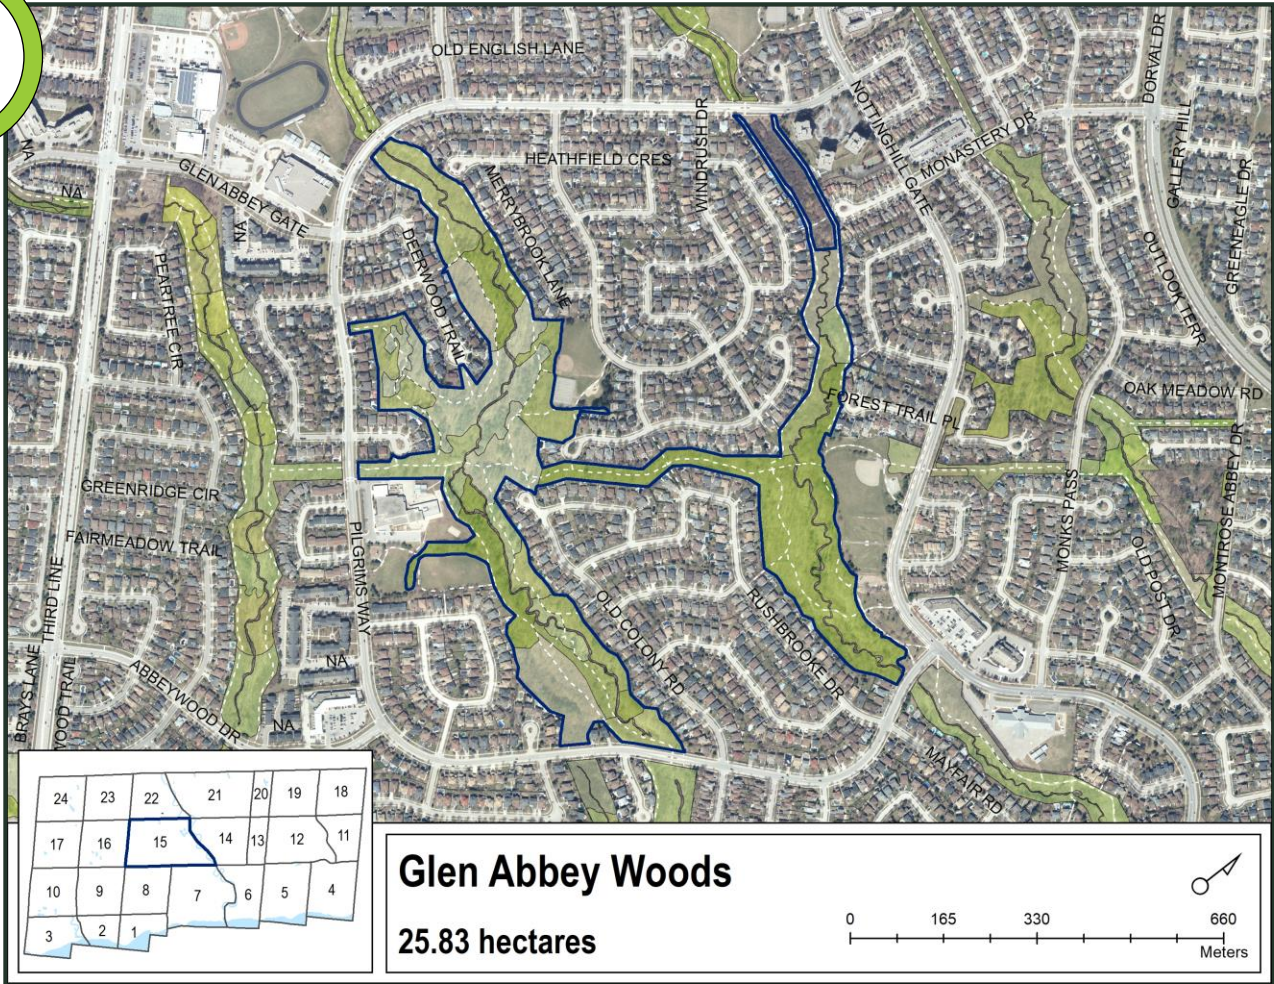 OLD ENGLISH LANE
DORVAL DR
NOTTINGHILL GATE
MONASTERY DR
GALLERY HILL
GREENEAGLE DR
NA
NA
GLEN ABBEY GATE
NA
HEATHFIELD CRES
WINDRUSH DR
MERRYBROOK LANE
DEERWOOD TRAIL
PEARTREE CIR
OUTLOOK TERR
OAK MEADOW RD
FOREST TRAIL PL
GREENRIDGE CIR
FAIRMEADOW TRAIL
PILGRIMS WAY
MONKS PASS
MONTROSE ABBEY DR
OLD POST DR
THIRD LINE
OLD COLONY RD
RUSHBROOKE DR
NA
BRAYS LANE
WOOD TRAIL
ABBEYWOOD DR
NA
MAYFAIR RD
24 23 22 21 20 19 18
17 16 15 14 13 12 11
10 9 8 7 6 5 4
3 2 1
Glen Abbey Woods
25.83 hectares
0 165 330 660
Meters